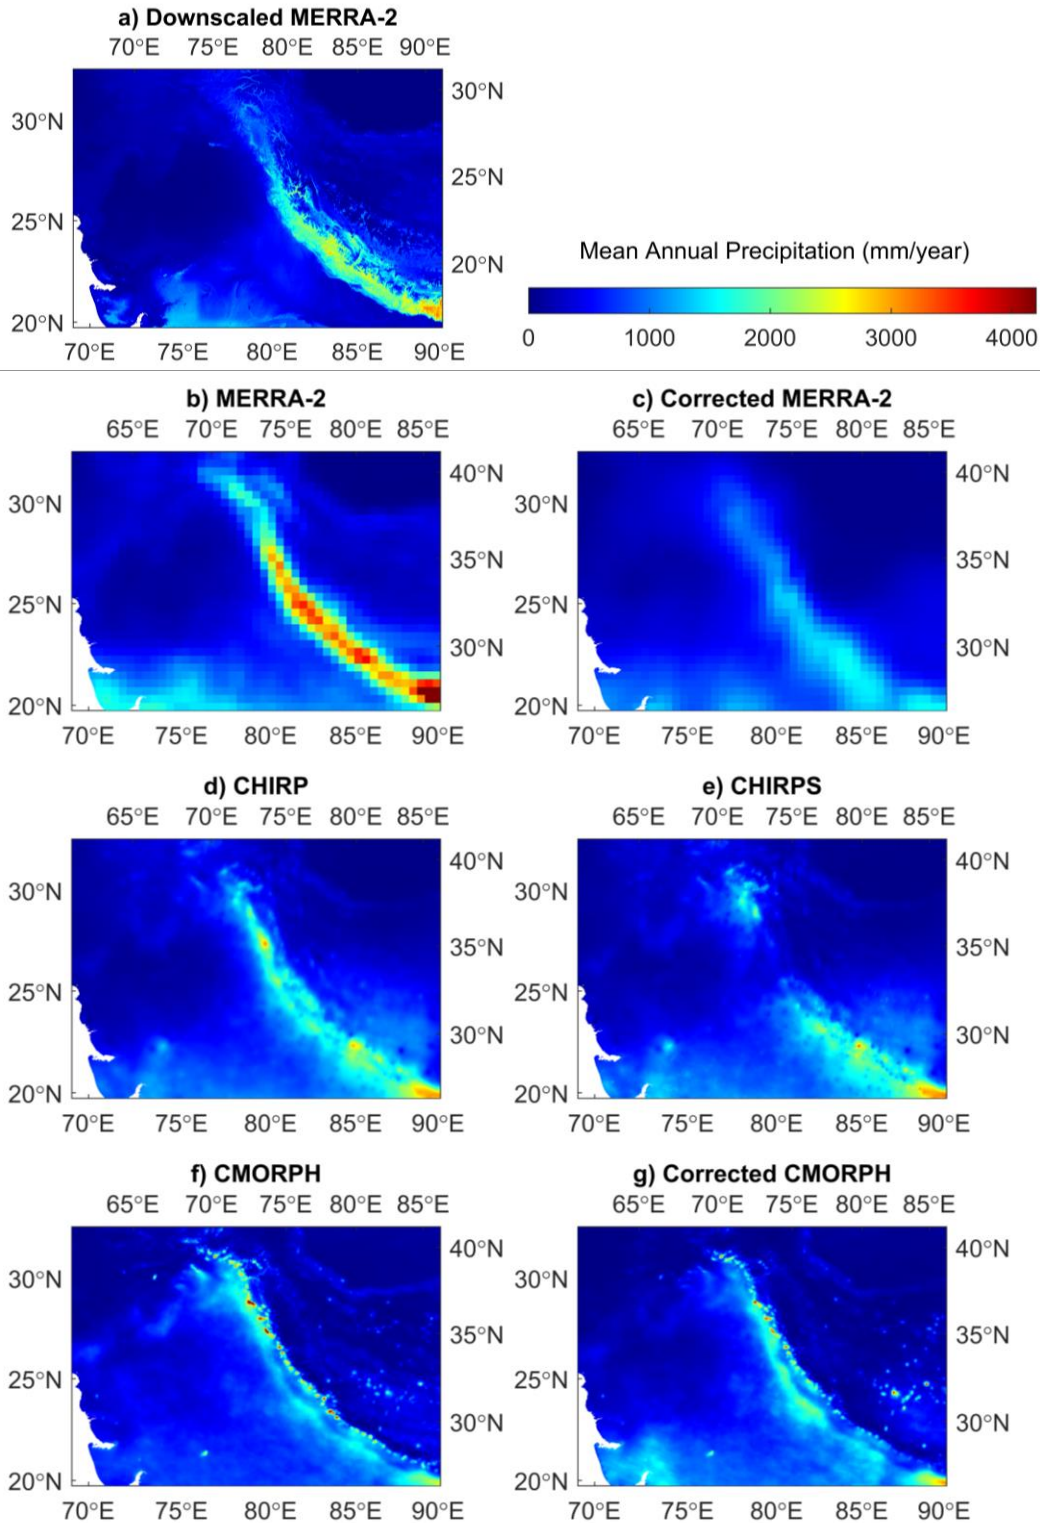 a) Downscaled MERRA-2
70°E 75°E 80°E 85°E 90°E
30°N
30°N
25°N
25°N
20°N
20°N
70°E 75°E 80°E 85°E 90°E
Mean Annual Precipitation (mm/year)
0 1000 2000 3000 4000
b) MERRA-2
65°E 70°E 75°E 80°E 85°E
40°N
30°N
35°N
25°N
30°N
20°N
70°E 75°E 80°E 85°E 90°E
c) Corrected MERRA-2
65°E 70°E 75°E 80°E 85°E
40°N
30°N
35°N
25°N
30°N
20°N
70°E 75°E 80°E 85°E 90°E
d) CHIRP
65°E 70°E 75°E 80°E 85°E
40°N
30°N
35°N
25°N
30°N
20°N
70°E 75°E 80°E 85°E 90°E
e) CHIRPS
65°E 70°E 75°E 80°E 85°E
40°N
30°N
35°N
25°N
30°N
20°N
70°E 75°E 80°E 85°E 90°E
f) CMORPH
65°E 70°E 75°E 80°E 85°E
40°N
30°N
35°N
25°N
30°N
20°N
70°E 75°E 80°E 85°E 90°E
g) Corrected CMORPH
65°E 70°E 75°E 80°E 85°E
40°N
30°N
35°N
25°N
30°N
20°N
70°E 75°E 80°E 85°E 90°E